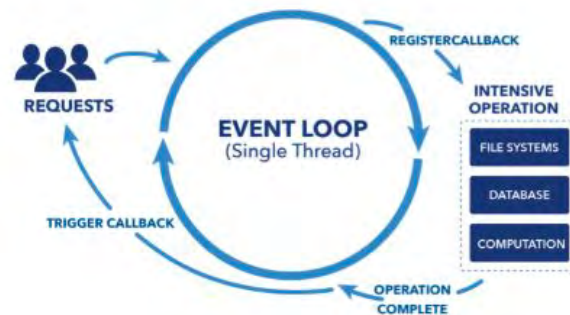 REGISTERCALLBACK
REQUESTS
EVENT LOOP
(Single Thread)
INTENSIVE
OPERATION
FILE SYSTEMS
DATABASE
COMPUTATION
TRIGGER CALLBACK
OPERATION
COMPLETE